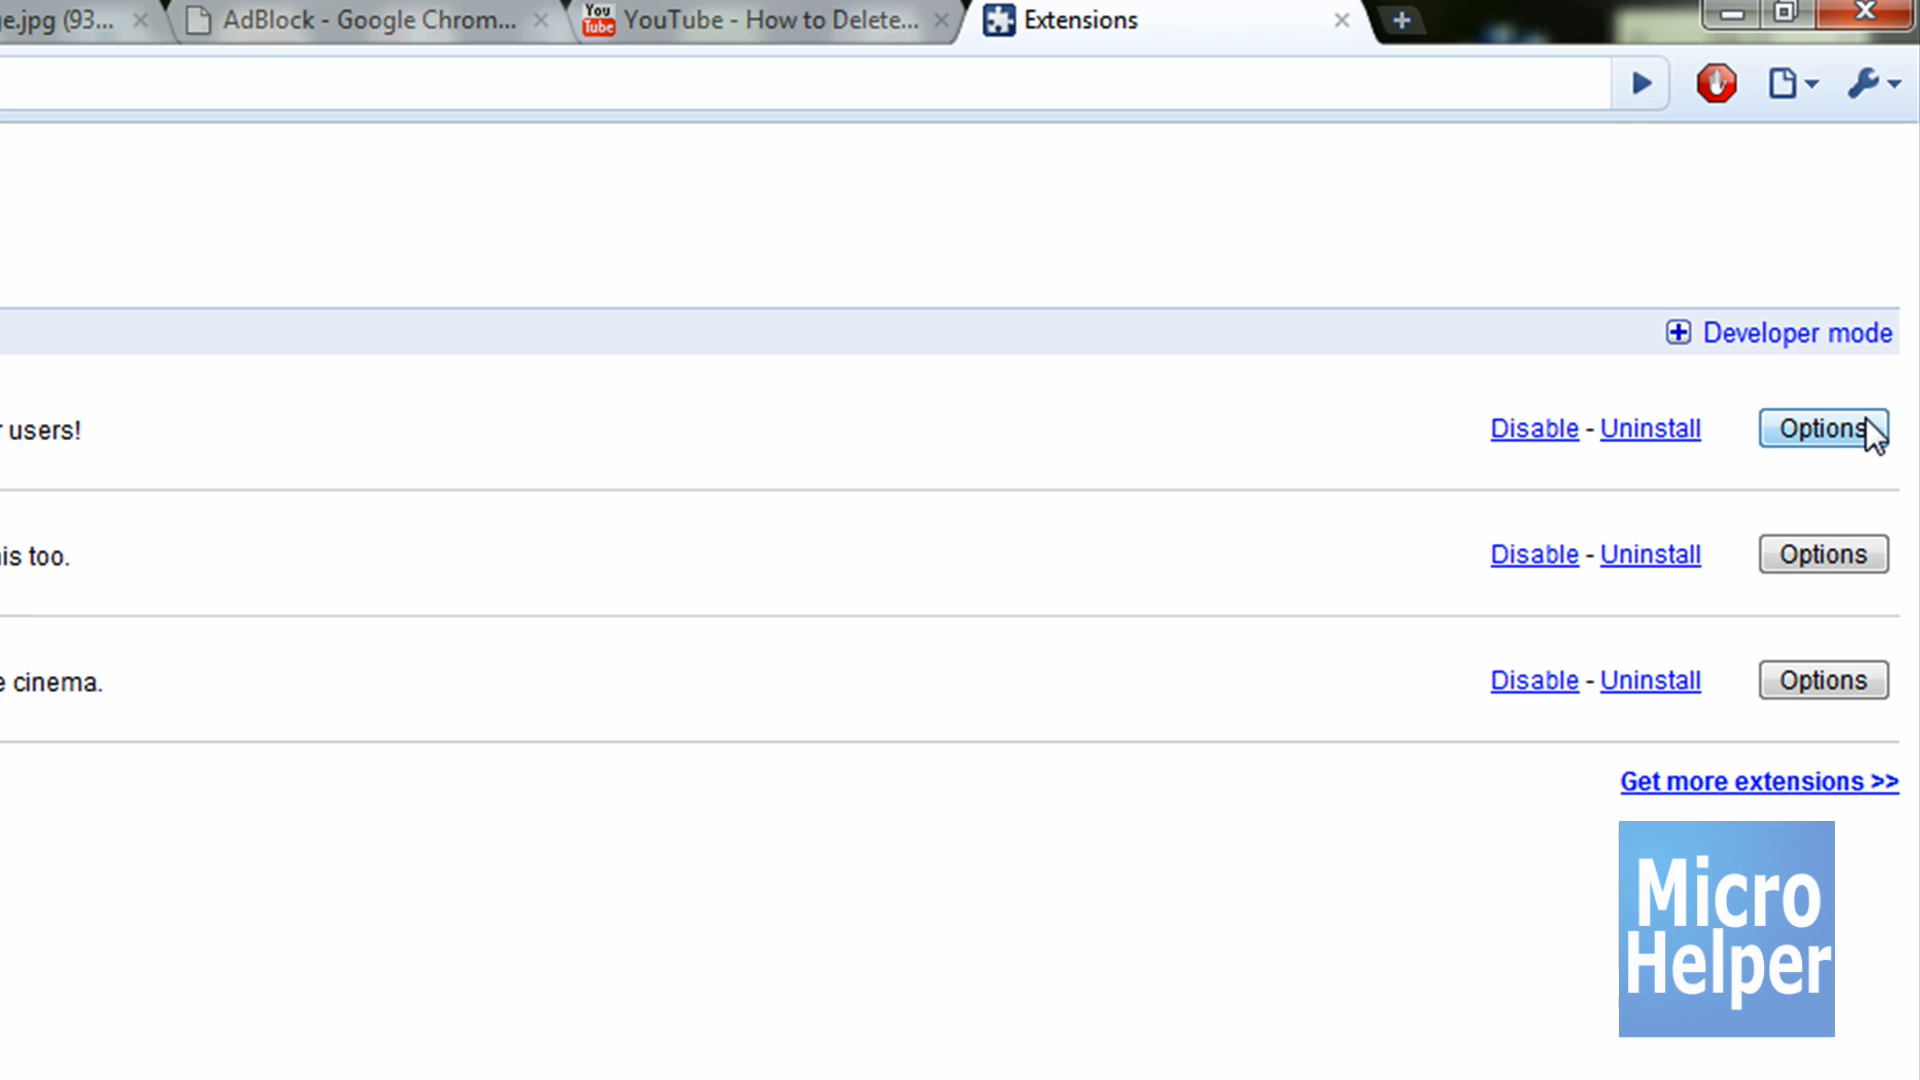 e.jpg (93...
AdBlock - Google Chrom...
You Tube
YouTube - How to Delete...
Extensions
Developer mode
users!
Disable - Uninstall
Options
is too.
Disable - Uninstall
Options
cinema.
Disable - Uninstall
Options
Get more extensions >>
Micro
Helper